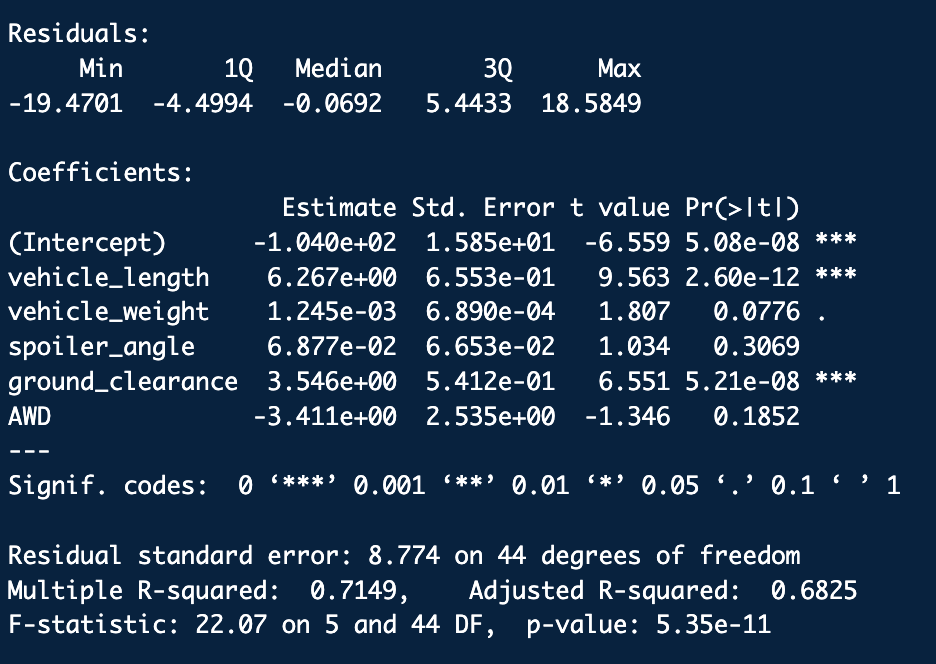 Residuals:
     Min       1Q   Median       3Q      Max
-19.4701  -4.4994  -0.0692   5.4433  18.5849

Coefficients:
                   Estimate Std. Error t value Pr(>|t|)
(Intercept)      -1.040e+02  1.585e+01  -6.559 5.08e-08 ***
vehicle_length    6.267e+00  6.553e-01   9.563 2.60e-12 ***
vehicle_weight    1.245e-03  6.890e-04   1.807   0.0776 .
spoiler_angle     6.877e-02  6.653e-02   1.034   0.3069
ground_clearance  3.546e+00  5.412e-01   6.551 5.21e-08 ***
AWD              -3.411e+00  2.535e+00  -1.346   0.1852
---
Signif. codes:  0 ‘***’ 0.001 ‘**’ 0.01 ‘*’ 0.05 ‘.’ 0.1 ‘ ’ 1

Residual standard error: 8.774 on 44 degrees of freedom
Multiple R-squared:  0.7149,    Adjusted R-squared:  0.6825
F-statistic: 22.07 on 5 and 44 DF,  p-value: 5.35e-11